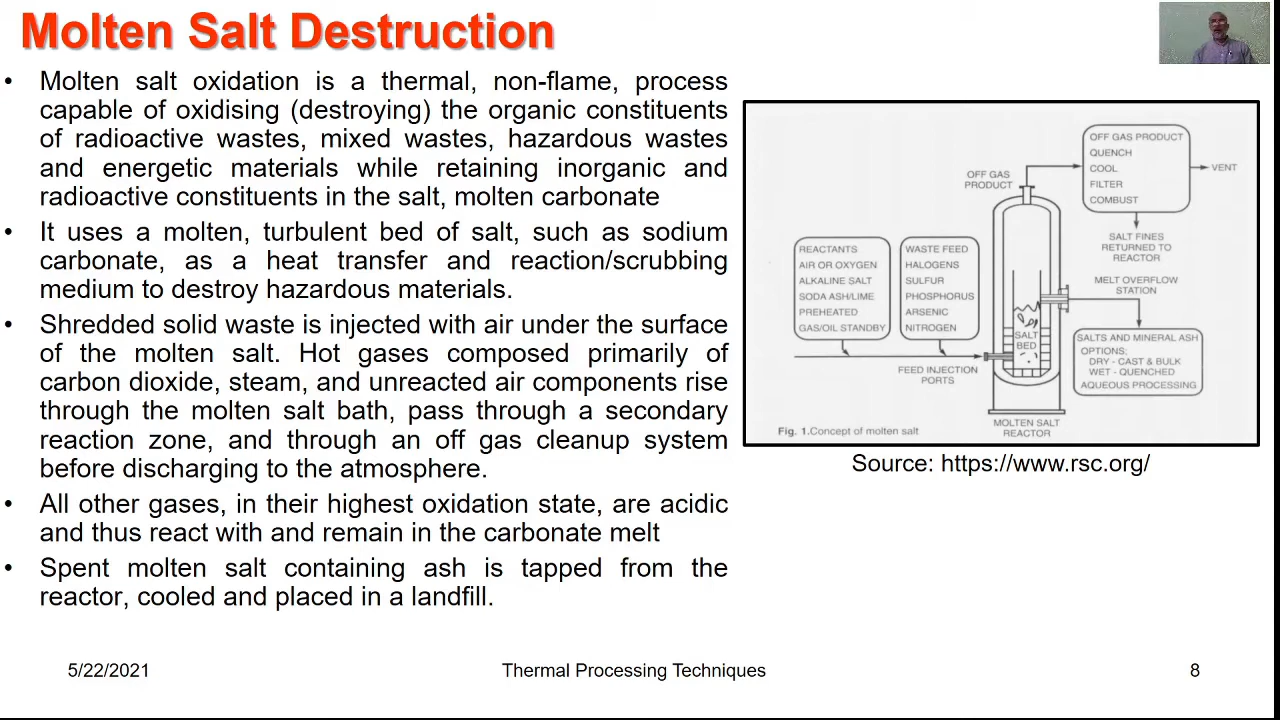 Molten Salt Destruction
• Molten salt oxidation is a thermal, non-flame, process
capable of oxidising (destroying) the organic constituents
of radioactive wastes, mixed wastes, hazardous wastes
and energetic materials while retaining inorganic and
radioactive constituents in the salt, molten carbonate
• It uses a molten, turbulent bed of salt, such as sodium
carbonate, as a heat transfer and reaction/scrubbing
medium to destroy hazardous materials.
• Shredded solid waste is injected with air under the surface
of the molten salt. Hot gases composed primarily of
carbon dioxide, steam, and unreacted air components rise
through the molten salt bath, pass through a secondary
reaction zone, and through an off gas cleanup system
before discharging to the atmosphere.
• All other gases, in their highest oxidation state, are acidic
and thus react with and remain in the carbonate melt
• Spent molten salt containing ash is tapped from the
reactor, cooled and placed in a landfill.
OFF GAS PRODUCT
QUENCH
COOL
FILTER
COMBUST
VENT
OFF GAS
PRODUCT
SALT FINES
RETURNED TO
REACTOR
REACTANTS
AIR OR OXYGEN
ALKALINE SALT
SODA ASH/LIME
PREHEATED
GAS/OIL STANDBY
WASTE FEED
HALOGENS
SULFUR
PHOSPHORUS
ARSENIC
NITROGEN
MELT OVERFLOW
STATION
SALT
BED
SALTS AND MINERAL ASH
OPTIONS;
DRY - CAST & BULK
WET - QUENCHED
AQUEOUS PROCESSING
FEED INJECTION
PORTS
MOLTEN SALT
REACTOR
Fig. 1.Concept of molten salt
Source: https://www.rsc.org/
5/22/2021
Thermal Processing Techniques
8